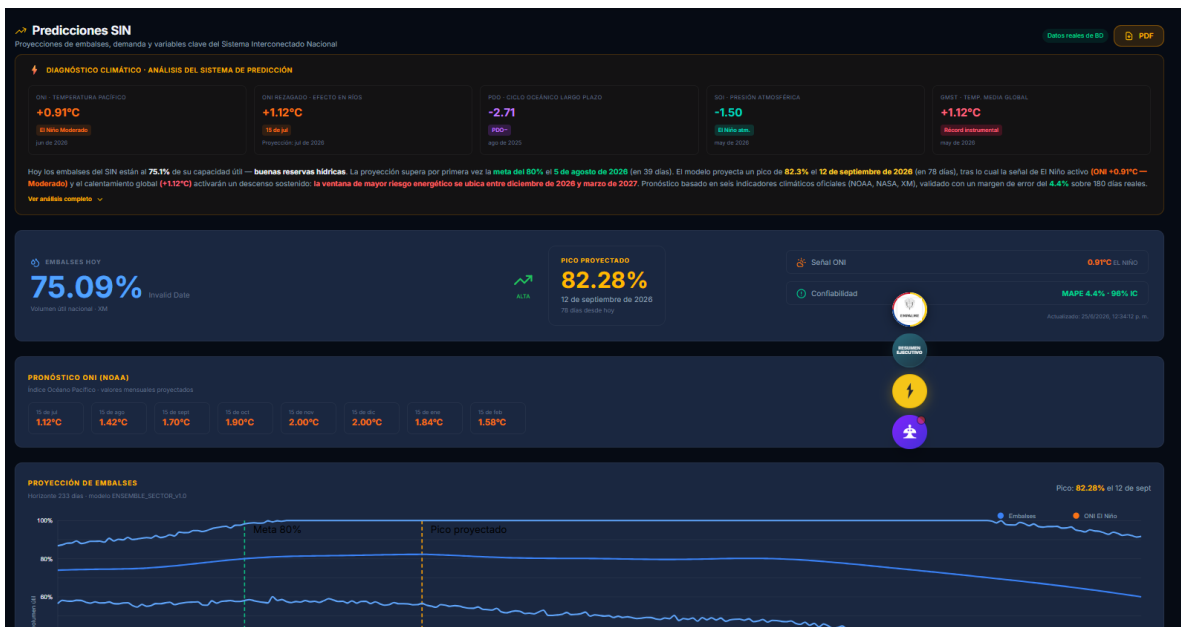 Predicciones SIN
Proyecciones de embalses, demanda y variables clave del Sistema Interconectado Nacional
Datos reales de BD
PDF
DIAGNÓSTICO CLIMÁTICO · ANÁLISIS DEL SISTEMA DE PREDICCIÓN
ONI · TEMPERATURA PACÍFICO
+0.91°C
El Niño Moderado
jun de 2026
ONI REZAGADO · EFECTO EN RÍOS
+1.12°C
15 de jul
Proyección: jul de 2026
PDO · CICLO OCEÁNICO LARGO PLAZO
-2.71
PDO−
ago de 2025
SOI · PRESIÓN ATMOSFÉRICA
-1.50
El Niño atm.
may de 2026
GMST · TEMP. MEDIA GLOBAL
+1.12°C
Récord instrumental
may de 2026
Hoy los embalses del SIN están al 75.1% de su capacidad útil — buenas reservas hídricas. La proyección supera por primera vez la meta del 80% el 5 de agosto de 2026 (en 39 días). El modelo proyecta un pico de 82.3% el 12 de septiembre de 2026 (en 78 días), tras lo cual la señal de El Niño activo (ONI +0.91°C —
Moderado) y el calentamiento global (+1.12°C) activarán un descenso sostenido: la ventana de mayor riesgo energético se ubica entre diciembre de 2026 y marzo de 2027. Pronóstico basado en seis indicadores climáticos oficiales (NOAA, NASA, XM), validado con un margen de error del 4.4% sobre 180 días reales.
Ver análisis completo
EMBALSES HOY
75.09% Invalid Date
Volumen útil nacional · XM
ALTA
PICO PROYECTADO
82.28%
12 de septiembre de 2026
78 días desde hoy
Señal ONI
0.91°C EL NIÑO
Confiabilidad
MAPE 4.4% · 96% IC
RESUMEN
EJECUTIVO
PRONÓSTICO ONI (NOAA)
Índice Océano Pacífico · valores mensuales proyectados
15 de jul
1.12°C
15 de ago
1.42°C
15 de sept
1.70°C
15 de oct
1.90°C
15 de nov
2.00°C
15 de dic
2.00°C
15 de ene
1.84°C
15 de feb
1.58°C
PROYECCIÓN DE EMBALSES
Horizonte 233 días · modelo ENSEMBLE_SECTOR_v1.0
Pico: 82.28% el 12 de sept
Embalses
ONI El Niño
100%
Meta 80%
Pico proyectado
80%
60%